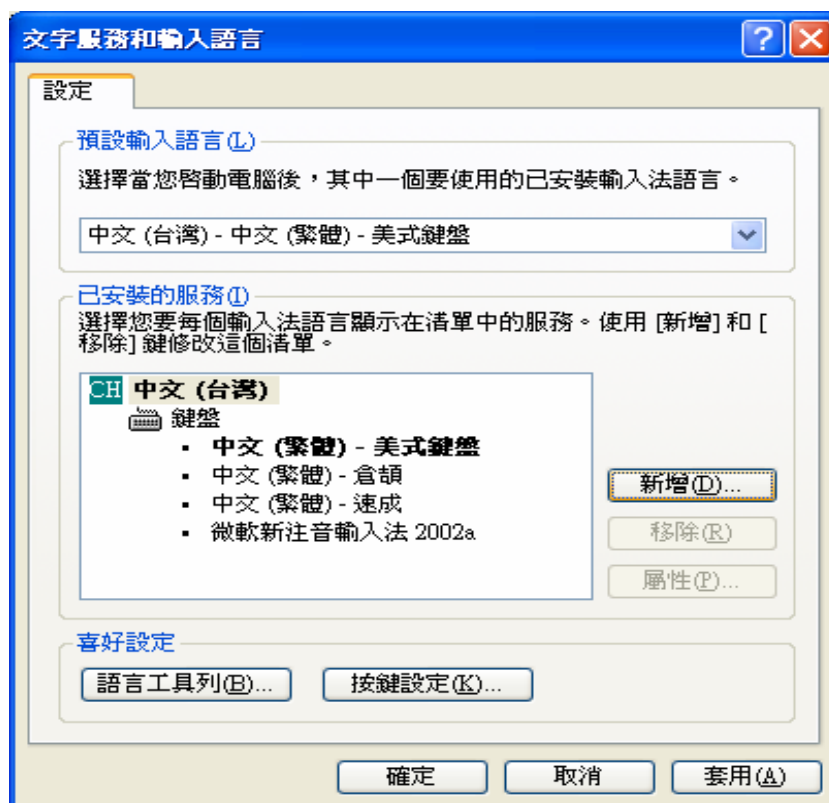 文字服務和輸入語言
設定
預設輸入語言(L)
選擇當您啓動電腦後，其中一個要使用的已安裝輸入法語言。
中文 (台灣) - 中文 (繁體) - 美式鍵盤
已安裝的服務(I)
選擇您要每個輸入法語言顯示在清單中的服務。使用 [新增] 和 [
移除] 鍵修改這個清單。
CH 中文 (台灣)
鍵盤
▪ 中文 (繁體) - 美式鍵盤
▪ 中文 (繁體) - 倉頡
▪ 中文 (繁體) - 速成
▪ 微軟新注音輸入法 2002a
新增(D)...
移除(R)
屬性(P)...
喜好設定
語言工具列(B)...
按鍵設定(K)...
確定
取消
套用(A)